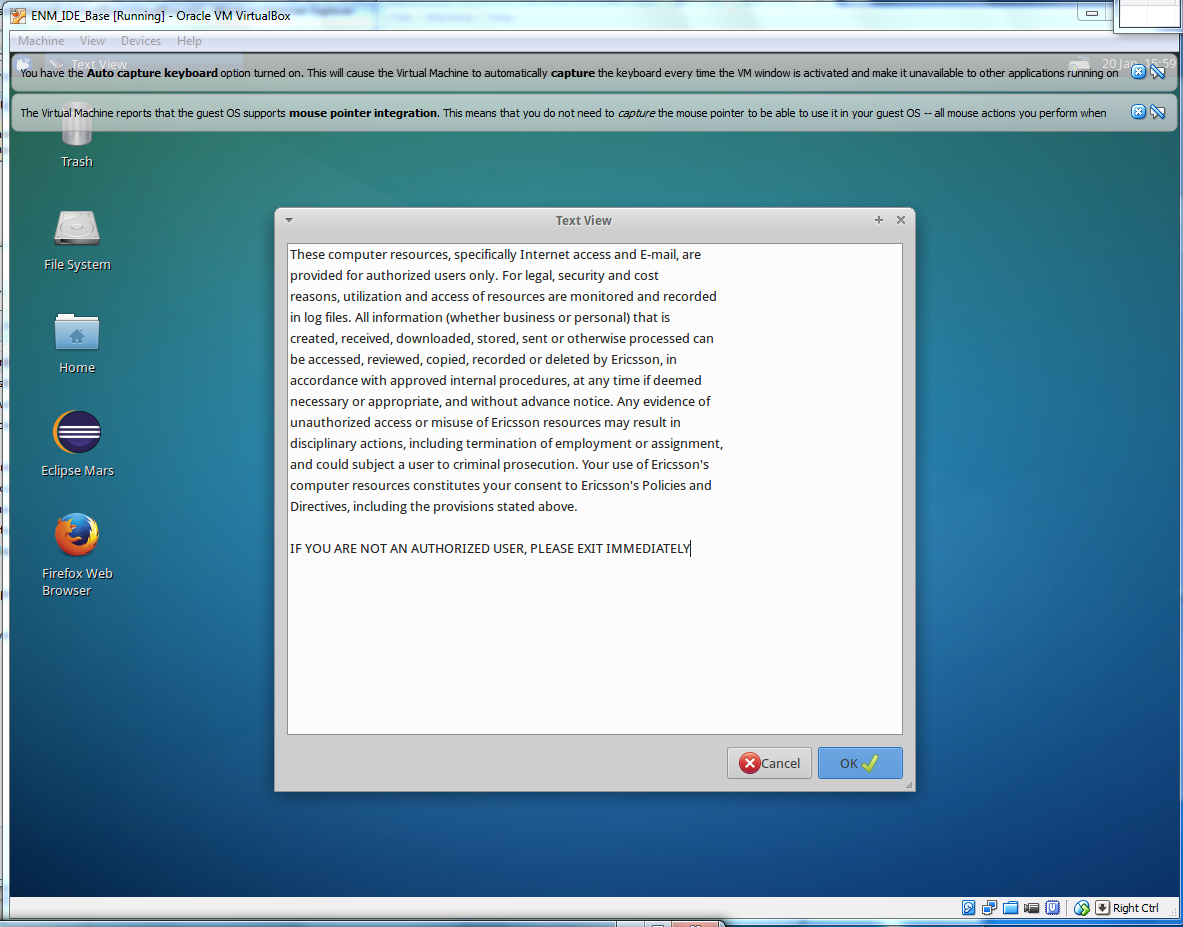 ENM_IDE_Base [Running] - Oracle VM VirtualBox
Machine View Devices Help
Text View
20 Jan, 15:59
You have the Auto capture keyboard option turned on. This will cause the Virtual Machine to automatically capture the keyboard every time the VM window is activated and make it unavailable to other applications running on
The Virtual Machine reports that the guest OS supports mouse pointer integration. This means that you do not need to capture the mouse pointer to be able to use it in your guest OS -- all mouse actions you perform when
Trash
File System
Home
Eclipse Mars
Firefox Web
Browser
Text View
These computer resources, specifically Internet access and E-mail, are
provided for authorized users only. For legal, security and cost
reasons, utilization and access of resources are monitored and recorded
in log files. All information (whether business or personal) that is
created, received, downloaded, stored, sent or otherwise processed can
be accessed, reviewed, copied, recorded or deleted by Ericsson, in
accordance with approved internal procedures, at any time if deemed
necessary or appropriate, and without advance notice. Any evidence of
unauthorized access or misuse of Ericsson resources may result in
disciplinary actions, including termination of employment or assignment,
and could subject a user to criminal prosecution. Your use of Ericsson's
computer resources constitutes your consent to Ericsson's Policies and
Directives, including the provisions stated above.
IF YOU ARE NOT AN AUTHORIZED USER, PLEASE EXIT IMMEDIATELY
Cancel OK
Right Ctrl